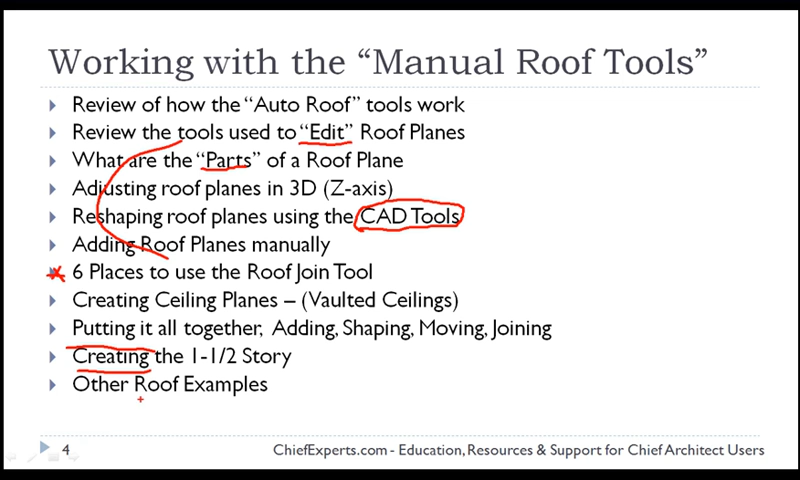 Working with the “Manual Roof Tools”
Review of how the “Auto Roof” tools work
Review the tools used to “Edit” Roof Planes
What are the “Parts” of a Roof Plane
Adjusting roof planes in 3D (Z-axis)
Reshaping roof planes using the CAD Tools
Adding Roof Planes manually
6 Places to use the Roof Join Tool
Creating Ceiling Planes – (Vaulted Ceilings)
Putting it all together, Adding, Shaping, Moving, Joining
Creating the 1-1/2 Story
Other Roof Examples
4
ChiefExperts.com - Education, Resources & Support for Chief Architect Users